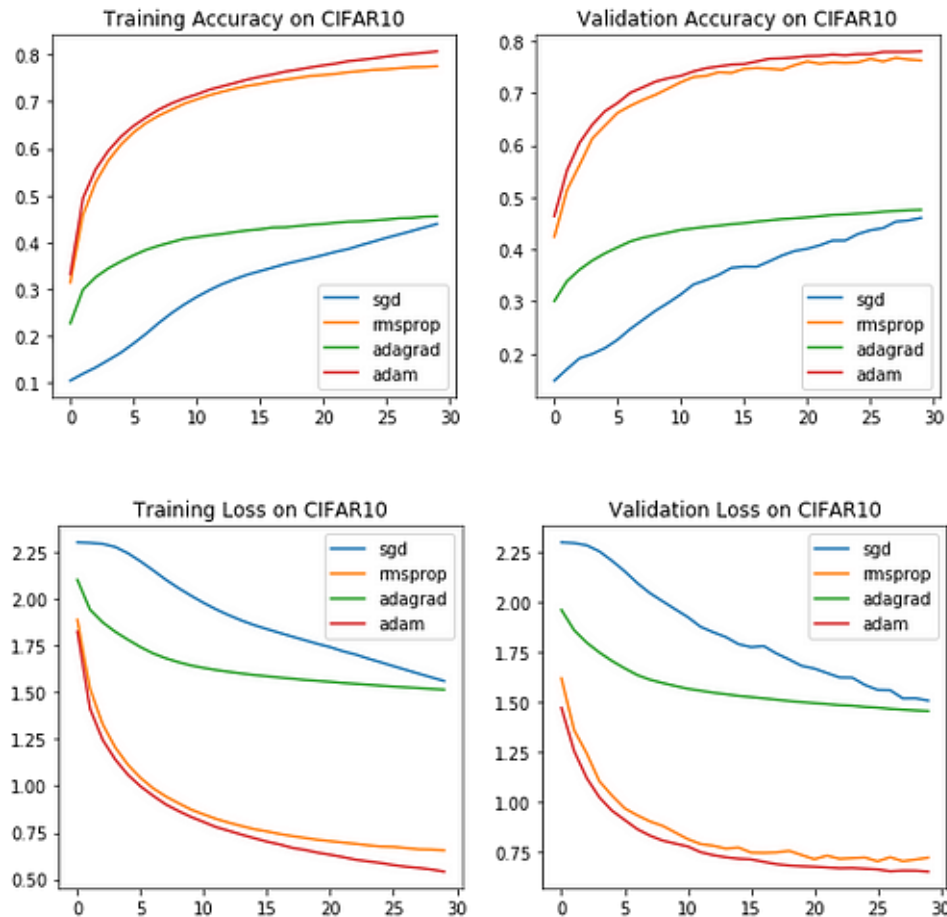 Training Accuracy on CIFAR10
0.8
0.7
0.6
0.5
0.4
0.3
0.2
0.1
sgd
rmsprop
adagrad
adam
0 5 10 15 20 25 30
Validation Accuracy on CIFAR10
0.8
0.7
0.6
0.5
0.4
0.3
0.2
sgd
rmsprop
adagrad
adam
0 5 10 15 20 25 30
Training Loss on CIFAR10
2.25
2.00
1.75
1.50
1.25
1.00
0.75
0.50
sgd
rmsprop
adagrad
adam
0 5 10 15 20 25 30
Validation Loss on CIFAR10
2.25
2.00
1.75
1.50
1.25
1.00
0.75
sgd
rmsprop
adagrad
adam
0 5 10 15 20 25 30